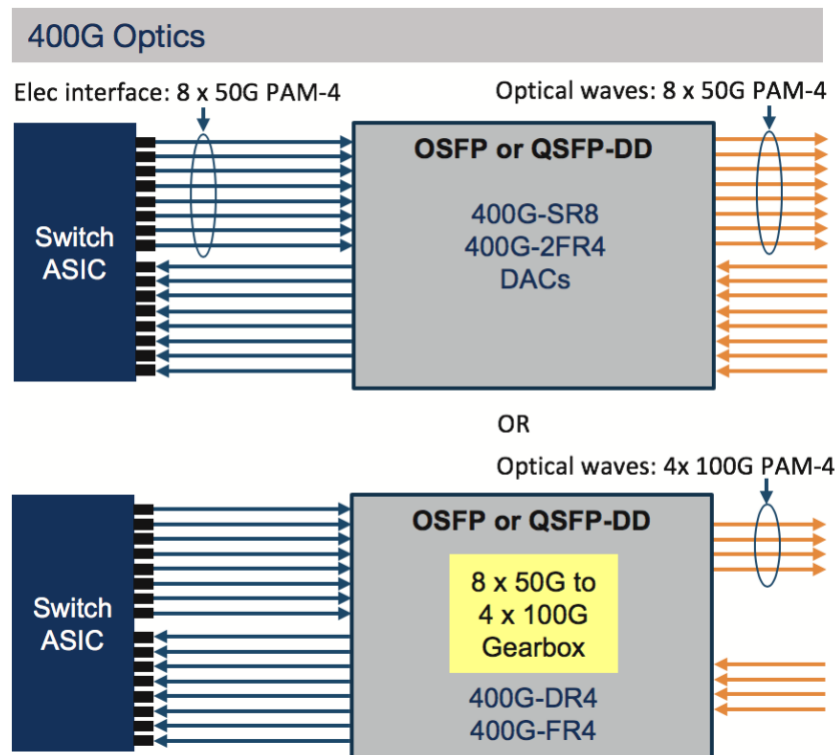 400G Optics
Elec interface: 8 x 50G PAM-4
Optical waves: 8 x 50G PAM-4
Switch
ASIC
OSFP or QSFP-DD
400G-SR8
400G-2FR4
DACs
OR
Optical waves: 4x 100G PAM-4
Switch
ASIC
OSFP or QSFP-DD
8 x 50G to
4 x 100G
Gearbox
400G-DR4
400G-FR4